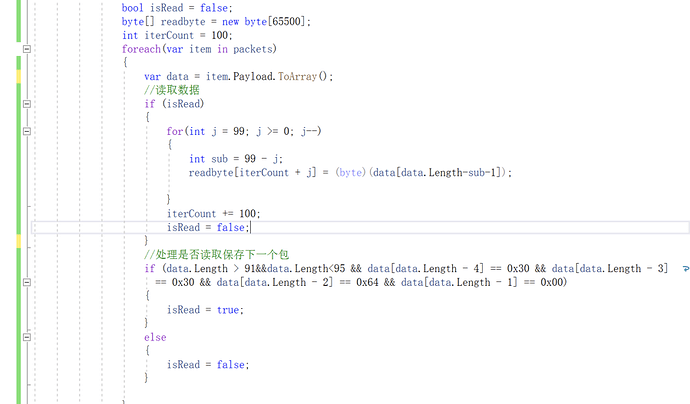 bool isRead = false;
byte[] readbyte = new byte[65500];
int iterCount = 100;
foreach(var item in packets)
{
var data = item.Payload.ToArray();
//读取数据
if (isRead)
{
for(int j = 99; j >= 0; j--)
{
int sub = 99 - j;
readbyte[iterCount + j] = (byte)(data[data.Length-sub-1]);
}
iterCount += 100;
isRead = false;
}
//处理是否读取保存下一个包
if (data.Length > 91&&data.Length<95 && data[data.Length - 4] == 0x30 && data[data.Length - 3]
== 0x30 && data[data.Length - 2] == 0x64 && data[data.Length - 1] == 0x00)
{
isRead = true;
}
else
{
isRead = false;
}